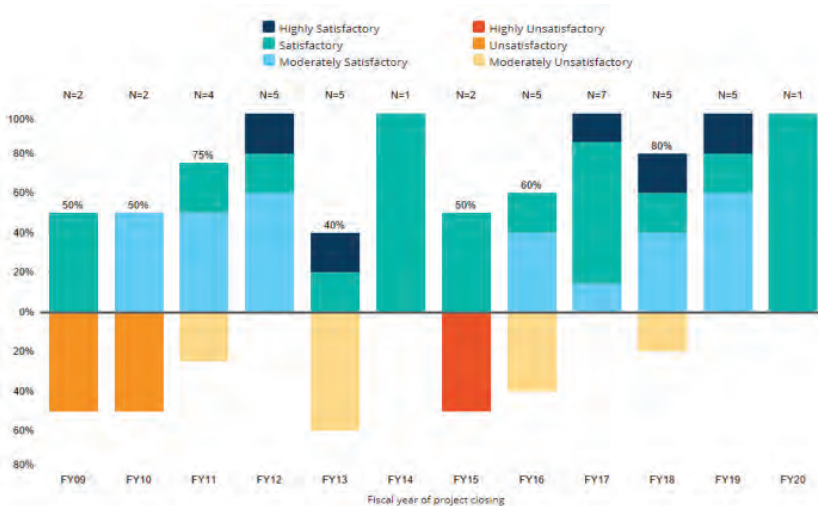 Highly Satisfactory Highly Unsatisfactory
Satisfactory Unsatisfactory
Moderately Satisfactory Moderately Unsatisfactory
N=2 N=2 N=4 N=5 N=5 N=1 N=2 N=5 N=7 N=5 N=5 N=1
100%
80%
60%
40%
20%
0%
20%
40%
60%
80%
50% 50% 75% 40% 50% 60% 80%
FY09 FY10 FY11 FY12 FY13 FY14 FY15 FY16 FY17 FY18 FY19 FY20
Fiscal year of project closing